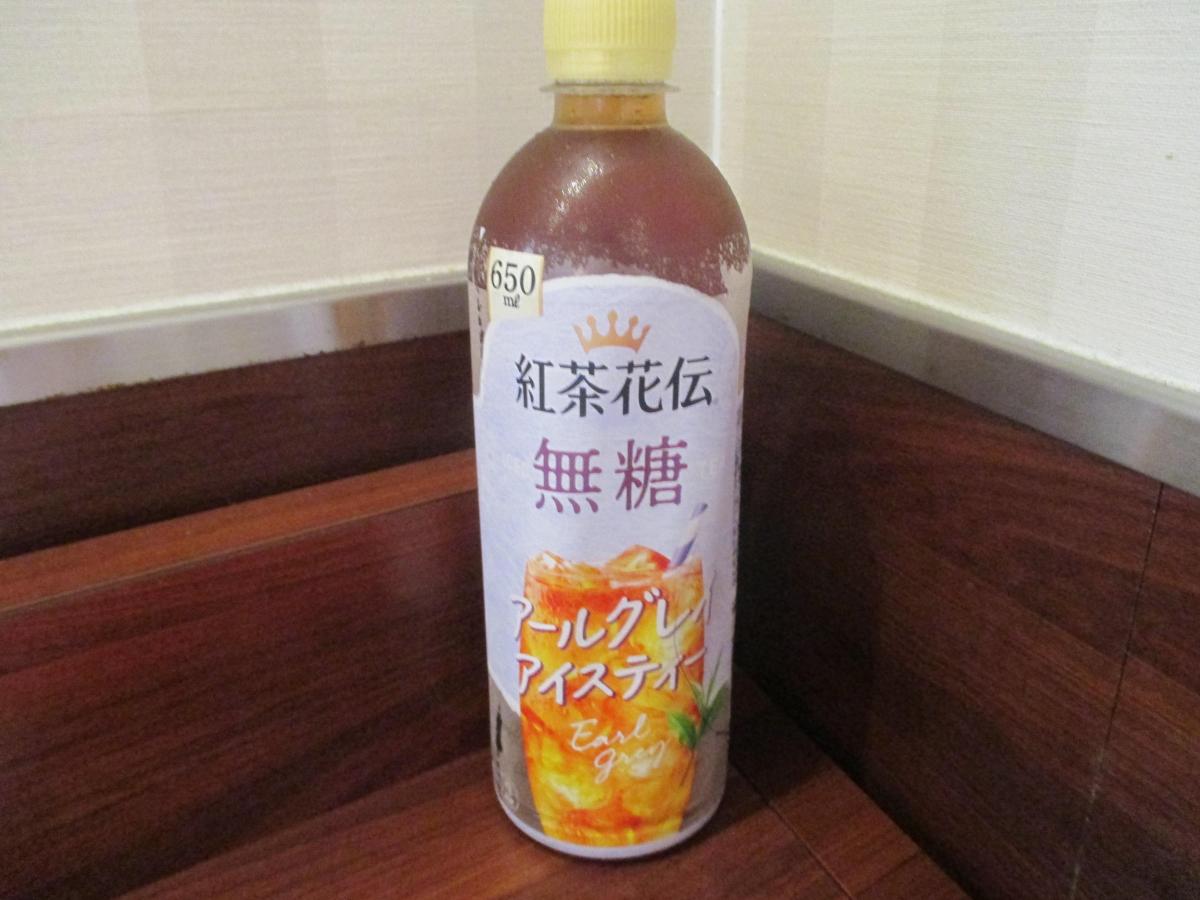 650
ml
紅茶花伝
無糖
アールグレイ
アイスティー
Earl
grey